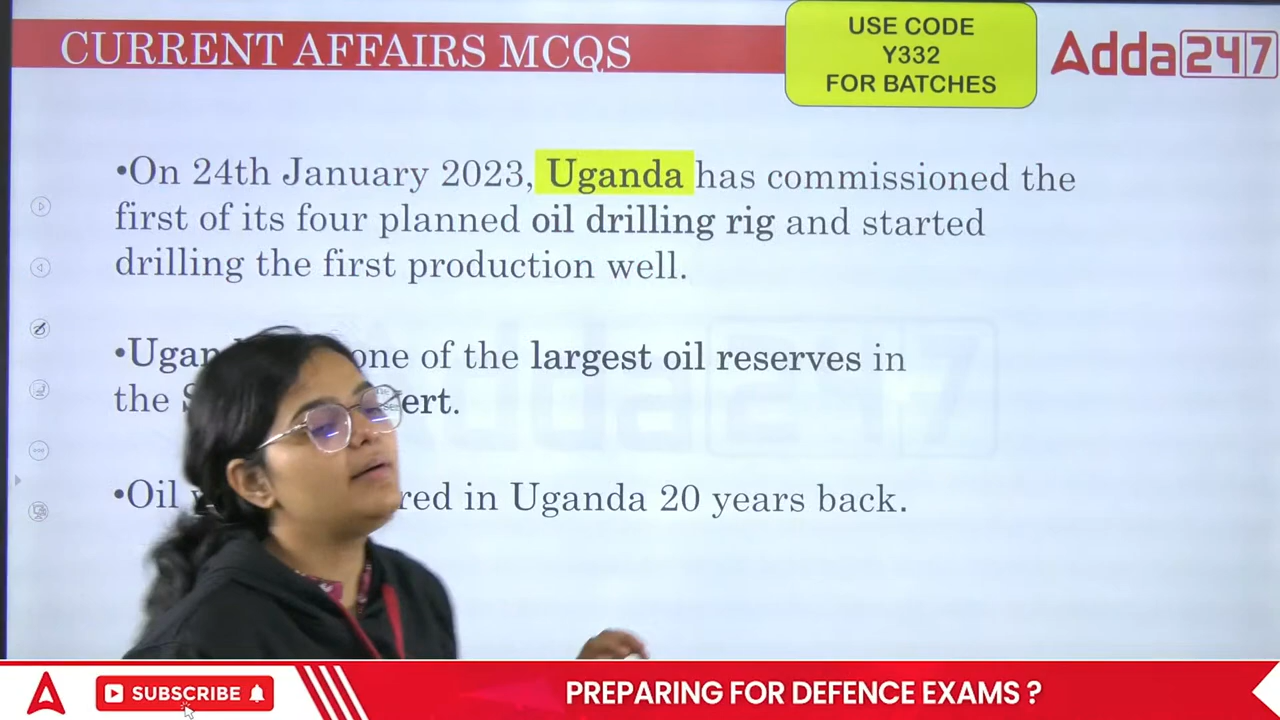 CURRENT AFFAIRS MCQS
USE CODE
Y332
FOR BATCHES
Adda247
•On 24th January 2023, Uganda has commissioned the
first of its four planned oil drilling rig and started
drilling the first production well.
•Ugan one of the largest oil reserves in
the ert.
•Oil red in Uganda 20 years back.
SUBSCRIBE
PREPARING FOR DEFENCE EXAMS ?